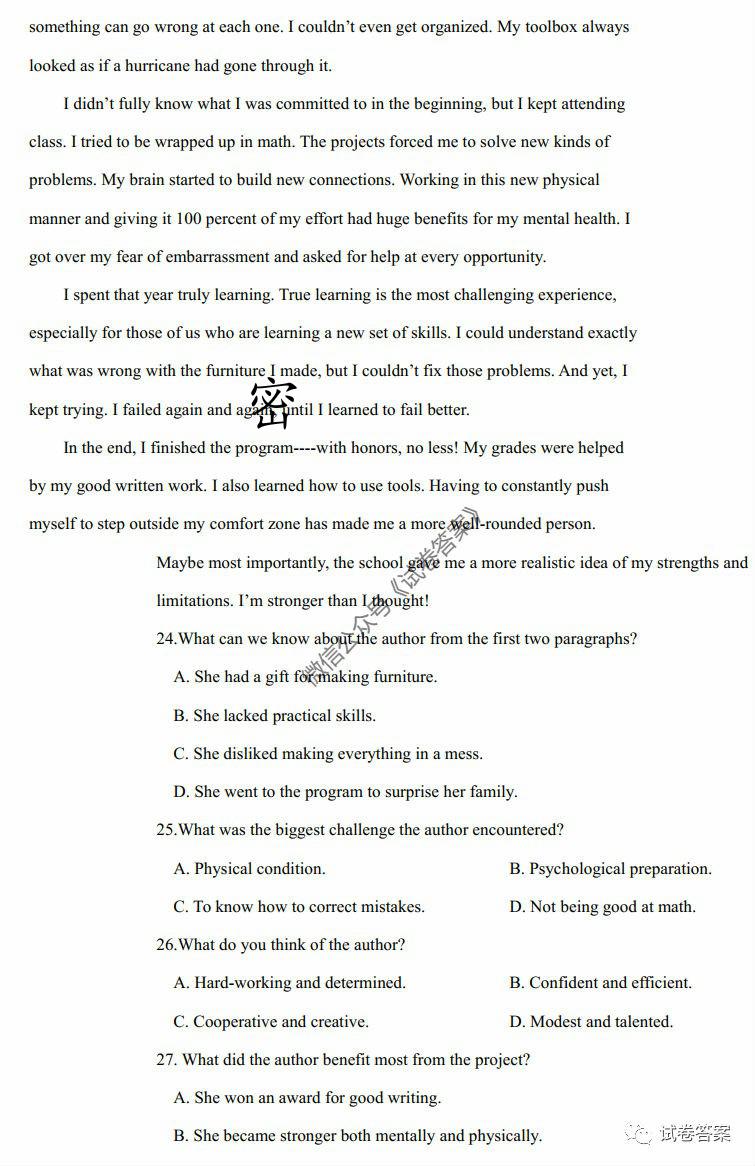 something can go wrong at each one. I couldn't even get organized. My toolbox always
looked as if a hurricane had gone through it.
I didn't fully know what I was committed to in the beginning, but I kept attending
class. I tried to be wrapped up in math. The projects forced me to solve new kinds of
problems. My brain started to build new connections. Working in this new physical
manner and giving it 100 percent of my effort had huge benefits for my mental health. I
got over my fear of embarrassment and asked for help at every opportunity.
I spent that year truly learning. True learning is the most challenging experience,
especially for those of us who are learning a new set of skills. I could understand exactly
what was wrong with the furniture I made, but I couldn't fix those problems. And yet, I
kept trying. I failed again and again, until I learned to fail better.
密
In the end, I finished the program----with honors, no less! My grades were helped
by my good written work. I also learned how to use tools. Having to constantly push
myself to step outside my comfort zone has made me a more well-rounded person.
Maybe most importantly, the school gave me a more realistic idea of my strengths and
limitations. I'm stronger than I thought!
微信公众号《试卷答案》
24.What can we know about the author from the first two paragraphs?
A. She had a gift for making furniture.
B. She lacked practical skills.
C. She disliked making everything in a mess.
D. She went to the program to surprise her family.
25.What was the biggest challenge the author encountered?
A. Physical condition. B. Psychological preparation.
C. To know how to correct mistakes. D. Not being good at math.
26.What do you think of the author?
A. Hard-working and determined. B. Confident and efficient.
C. Cooperative and creative. D. Modest and talented.
27. What did the author benefit most from the project?
A. She won an award for good writing.
B. She became stronger both mentally and physically.
试卷答案